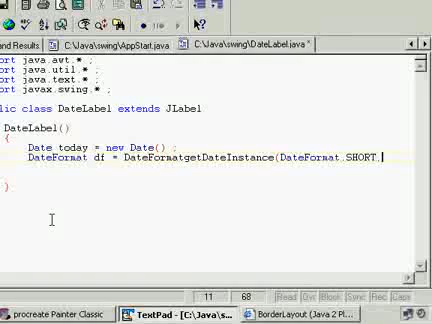 and Results
C:\Java\swing\AppStart.java
C:\Java\swing\DateLabel.java *
ort java.awt.* ;
ort java.util.* ;
ort java.text.* ;
ort javax.swing.* ;
lic class DateLabel extends JLabel
DateLabel()
{
Date today = new Date() ;
DateFormat df = DateFormatgetDateInstance(DateFormat.SHORT,
)
11 68 Read Ovr Block Sync Rec Caps
procreate Painter Classic
TextPad - [C:\Java\s...
BorderLayout (Java 2 Pl...